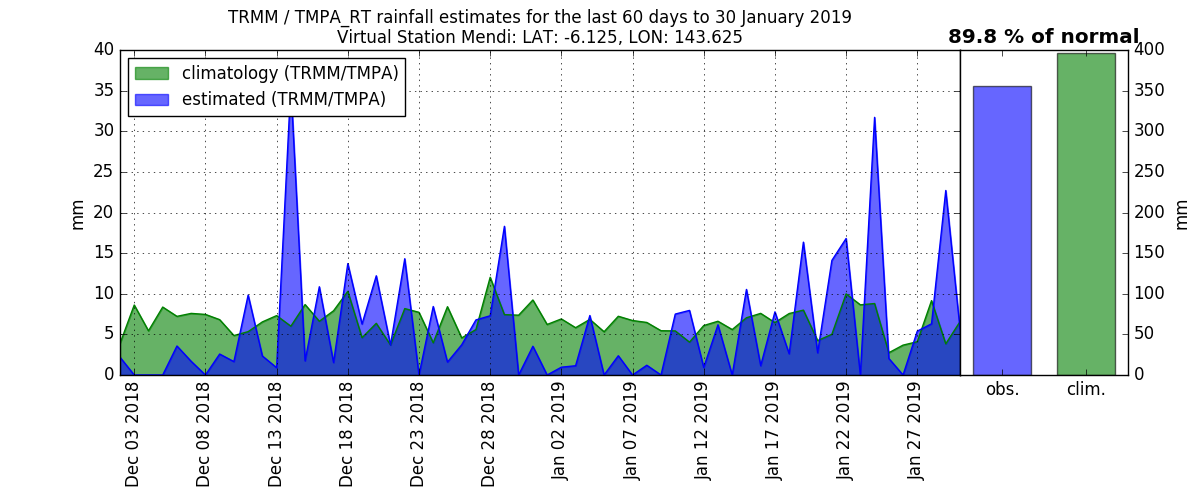 TRMM / TMPA_RT rainfall estimates for the last 60 days to 30 January 2019
Virtual Station Mendi: LAT: -6.125, LON: 143.625
89.8 % of normal
climatology (TRMM/TMPA)
estimated (TRMM/TMPA)
40
35
30
25
20
15
10
5
0
mm
400
350
300
250
200
150
100
50
0
mm
obs.
clim.
Dec 03 2018
Dec 08 2018
Dec 13 2018
Dec 18 2018
Dec 23 2018
Dec 28 2018
Jan 02 2019
Jan 07 2019
Jan 12 2019
Jan 17 2019
Jan 22 2019
Jan 27 2019